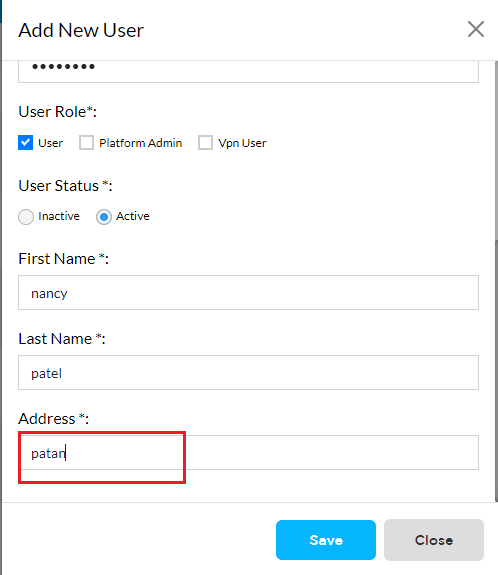 Add New User
••••••••
User Role*:
User Platform Admin Vpn User
User Status *:
Inactive Active
First Name *:
nancy
Last Name *:
patel
Address *:
patan
Save Close